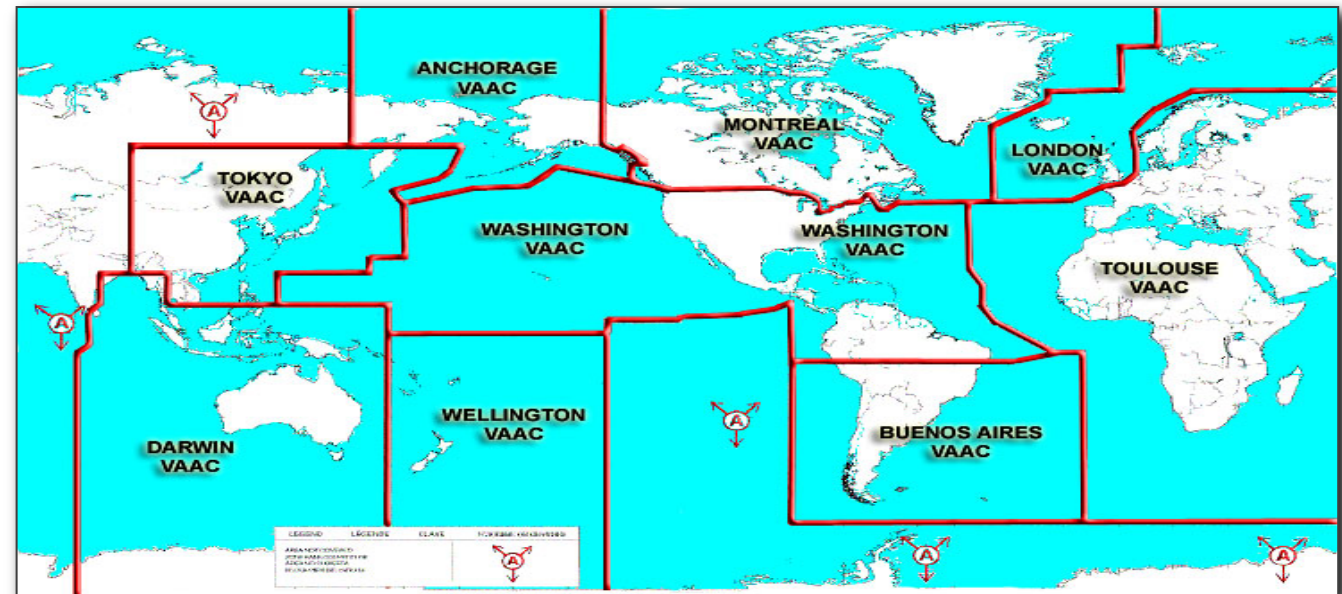 ANCHORAGE
VAAC
MONTREAL
VAAC
LONDON
VAAC
TOKYO
VAAC
WASHINGTON
VAAC
WASHINGTON
VAAC
TOULOUSE
VAAC
WELLINGTON
VAAC
BUENOS AIRES
VAAC
DARWIN
VAAC
A
A
A
A
A
LEGEND LÉGENDE CLAVE
A